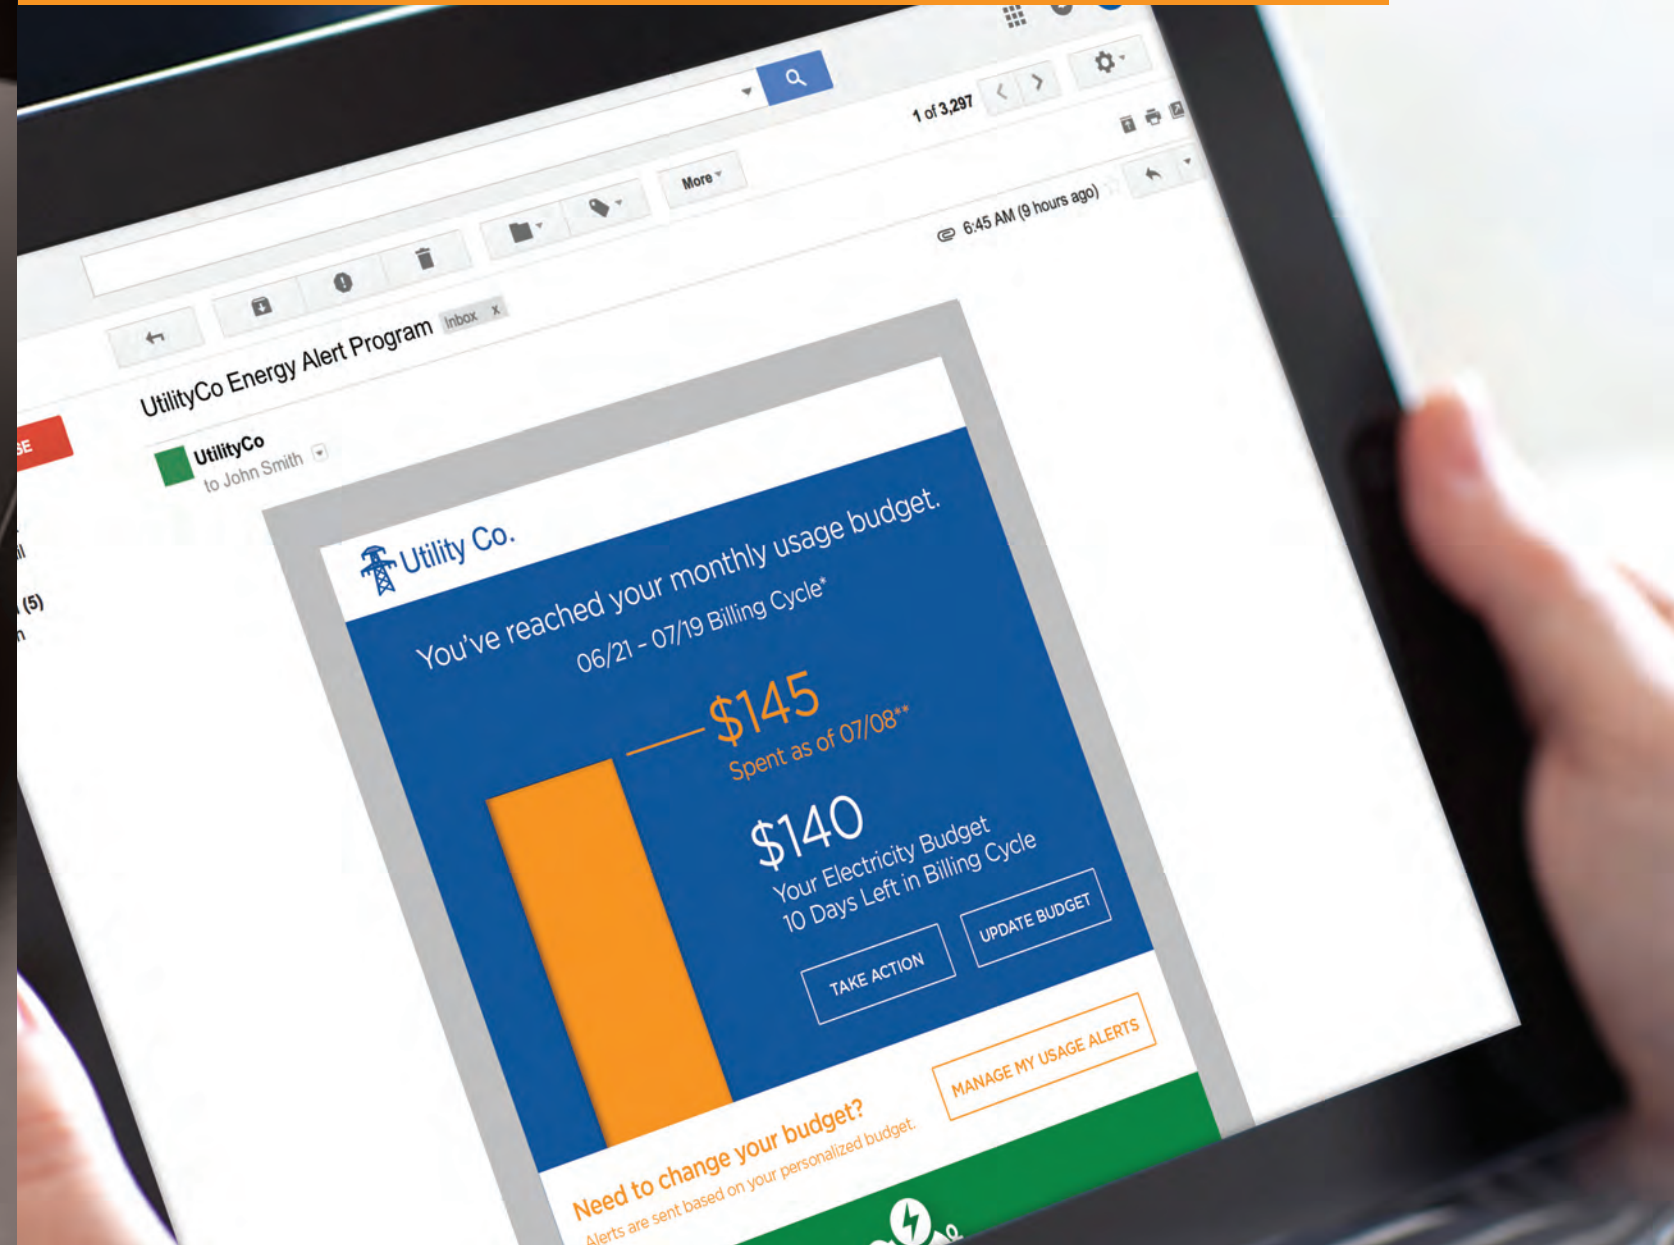 1 of 3,297
More
6:45 AM (9 hours ago)
UtilityCo Energy Alert Program Inbox x
UtilityCo
to John Smith
(5)
Utility Co.
You've reached your monthly usage budget.
06/21 - 07/19 Billing Cycle*
$145
Spent as of 07/08**
$140
Your Electricity Budget
10 Days Left in Billing Cycle
TAKE ACTION
UPDATE BUDGET
Need to change your budget?
Alerts are sent based on your personalized budget.
MANAGE MY USAGE ALERTS